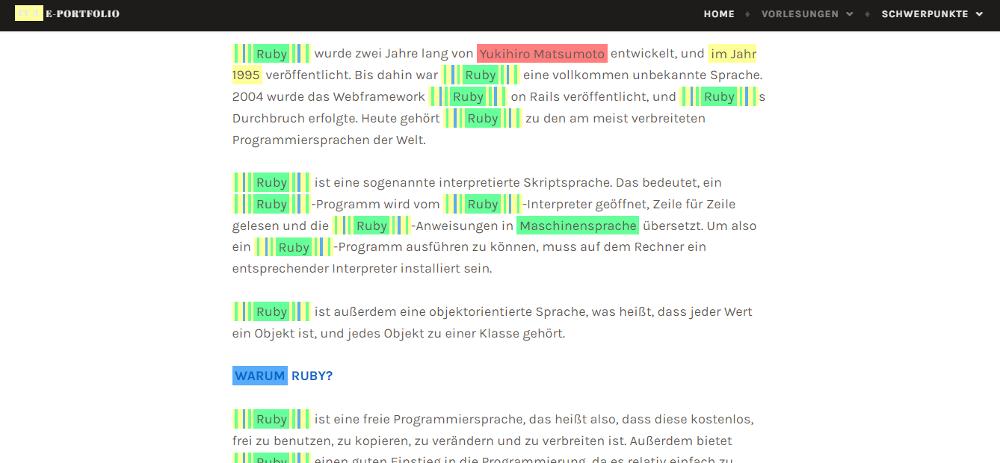 E-PORTFOLIO
HOME VORLESUNGEN SCHWERPUNKTE
Ruby wurde zwei Jahre lang von Yukihiro Matsumoto entwickelt, und im Jahr
1995 veröffentlicht. Bis dahin war Ruby eine vollkommen unbekannte Sprache.
2004 wurde das Webframework Ruby on Rails veröffentlicht, und Ruby s
Durchbruch erfolgte. Heute gehört Ruby zu den am meist verbreiteten
Programmiersprachen der Welt.
Ruby ist eine sogenannte interpretierte Skriptsprache. Das bedeutet, ein
Ruby -Programm wird vom Ruby -Interpreter geöffnet, Zeile für Zeile
gelesen und die Ruby -Anweisungen in Maschinensprache übersetzt. Um also
ein Ruby -Programm ausführen zu können, muss auf dem Rechner ein
entsprechender Interpreter installiert sein.
Ruby ist außerdem eine objektorientierte Sprache, was heißt, dass jeder Wert
ein Objekt ist, und jedes Objekt zu einer Klasse gehört.
WARUM RUBY?
Ruby ist eine freie Programmiersprache, das heißt also, dass diese kostenlos,
frei zu benutzen, zu kopieren, zu verändern und zu verbreiten ist. Außerdem bietet
Ruby einen guten Einstieg in die Programmierung, da es relativ einfach zu